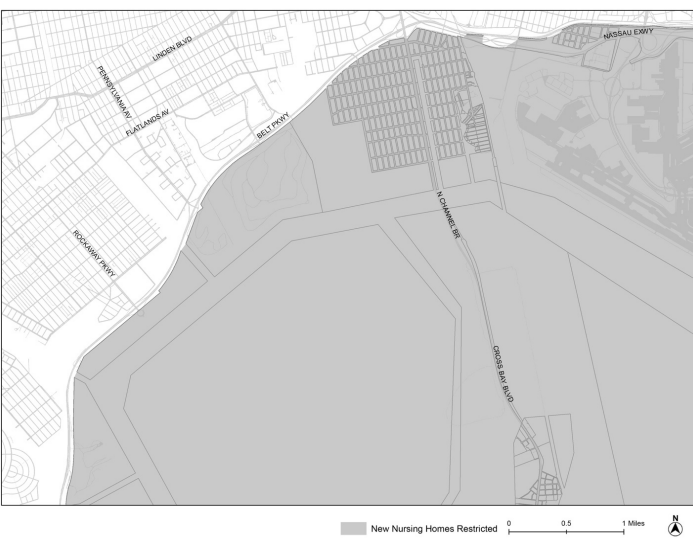 NASSAU EXWY
LINDEN BLVD
PENNSYLVANIA AV
FLATLANDS AV
BELT PKWY
N CHANNEL BR
ROCKAWAY PKWY
CROSS BAY BLVD
New Nursing Homes Restricted
0 0.5 1 Miles
N